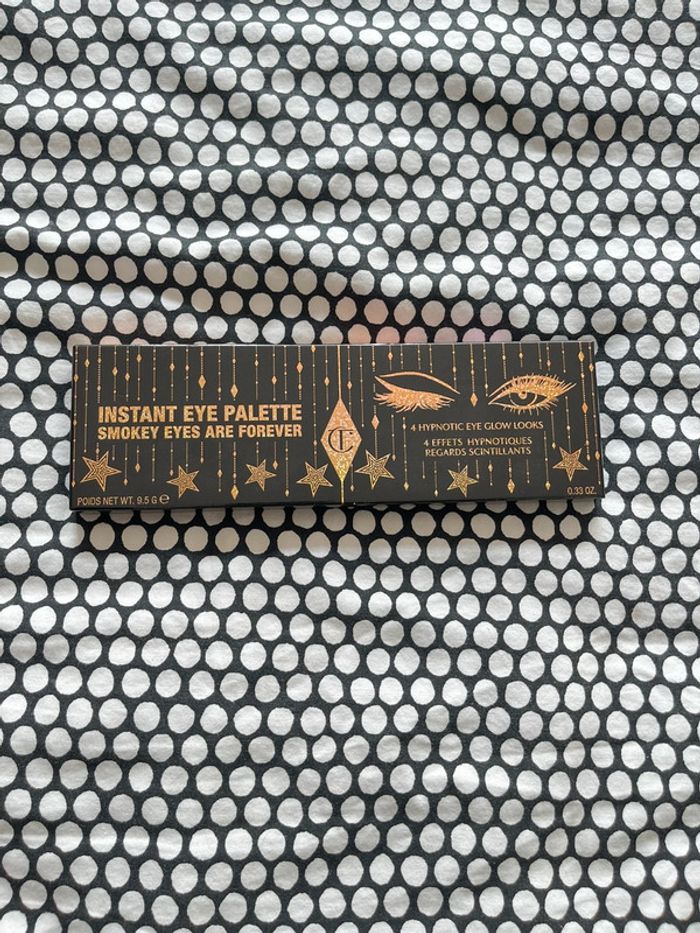 INSTANT EYE PALETTE
SMOKEY EYES ARE FOREVER
POIDS NET WT. 9.5 G ℮
CT
4 HYPNOTIC EYE GLOW LOOKS
4 EFFETS HYPNOTIQUES
REGARDS SCINTILLANTS
0.33 OZ.